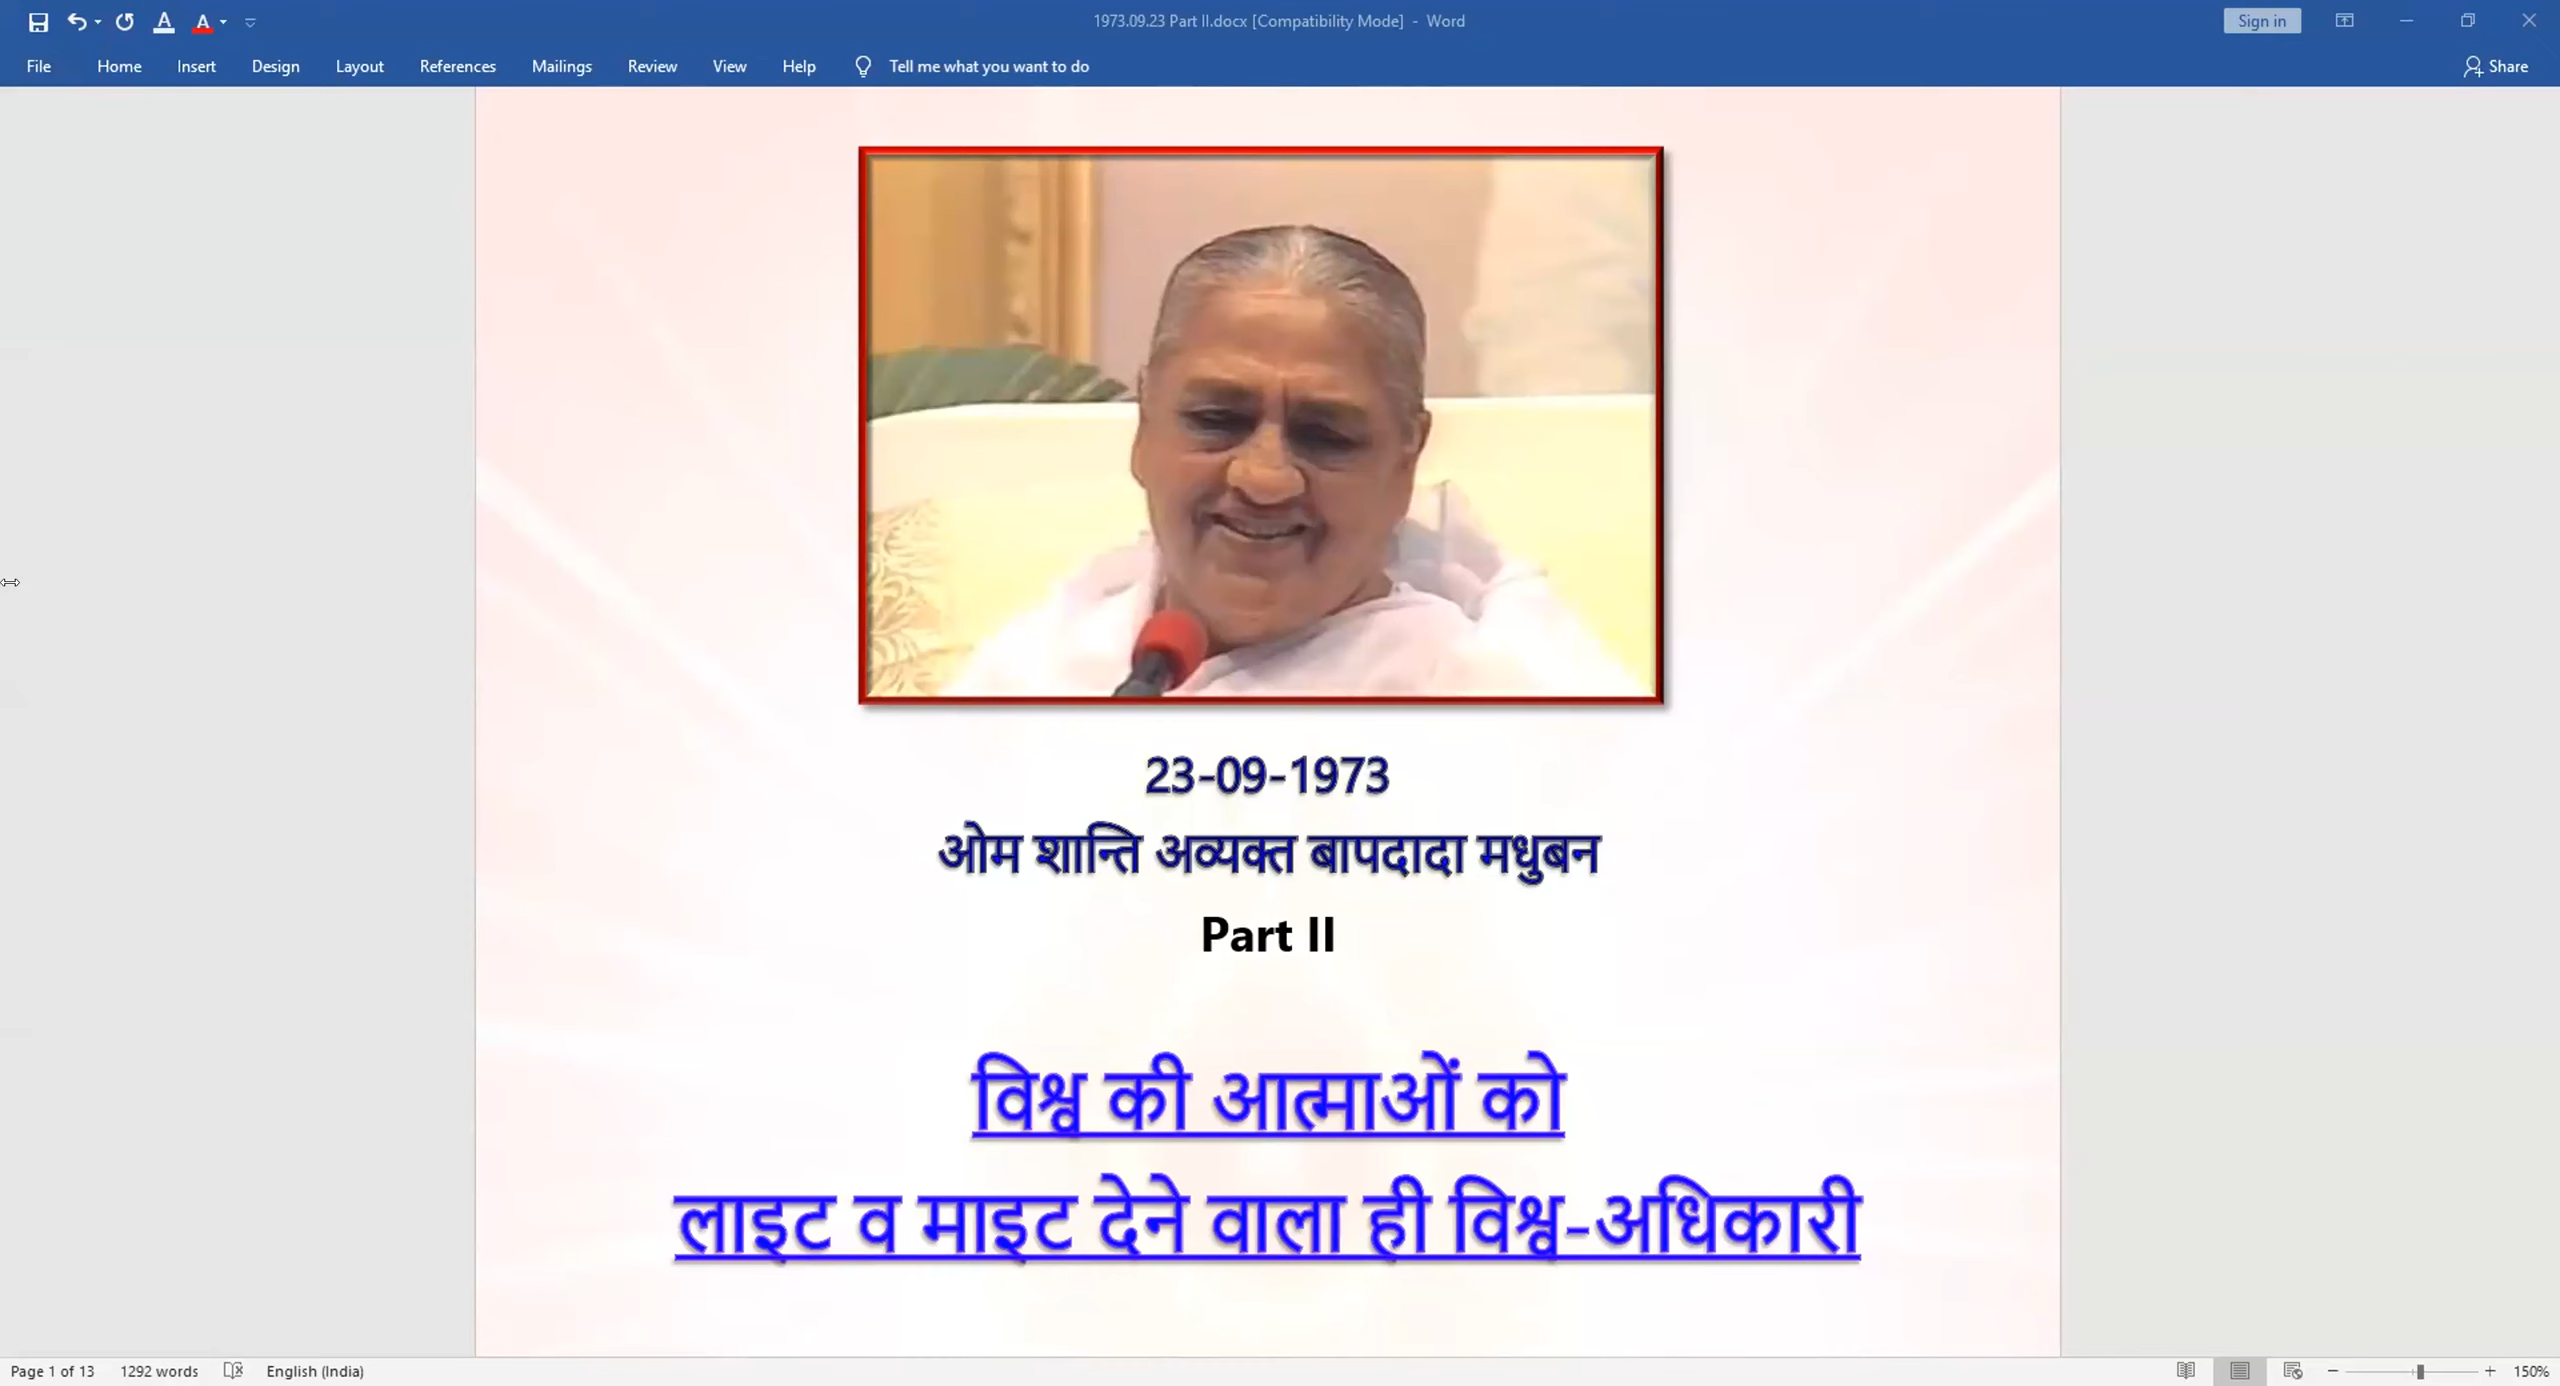 1973.09.23 Part II.docx [Compatibility Mode] - Word
Sign in
File Home Insert Design Layout References Mailings Review View Help Tell me what you want to do
Share
23-09-1973
ओम शान्ति अव्यक्त बापदादा मधुबन
Part II
विश्व की आत्माओं को
लाइट व माइट देने वाला ही विश्व-अधिकारी
Page 1 of 13 1292 words English (India)
150%